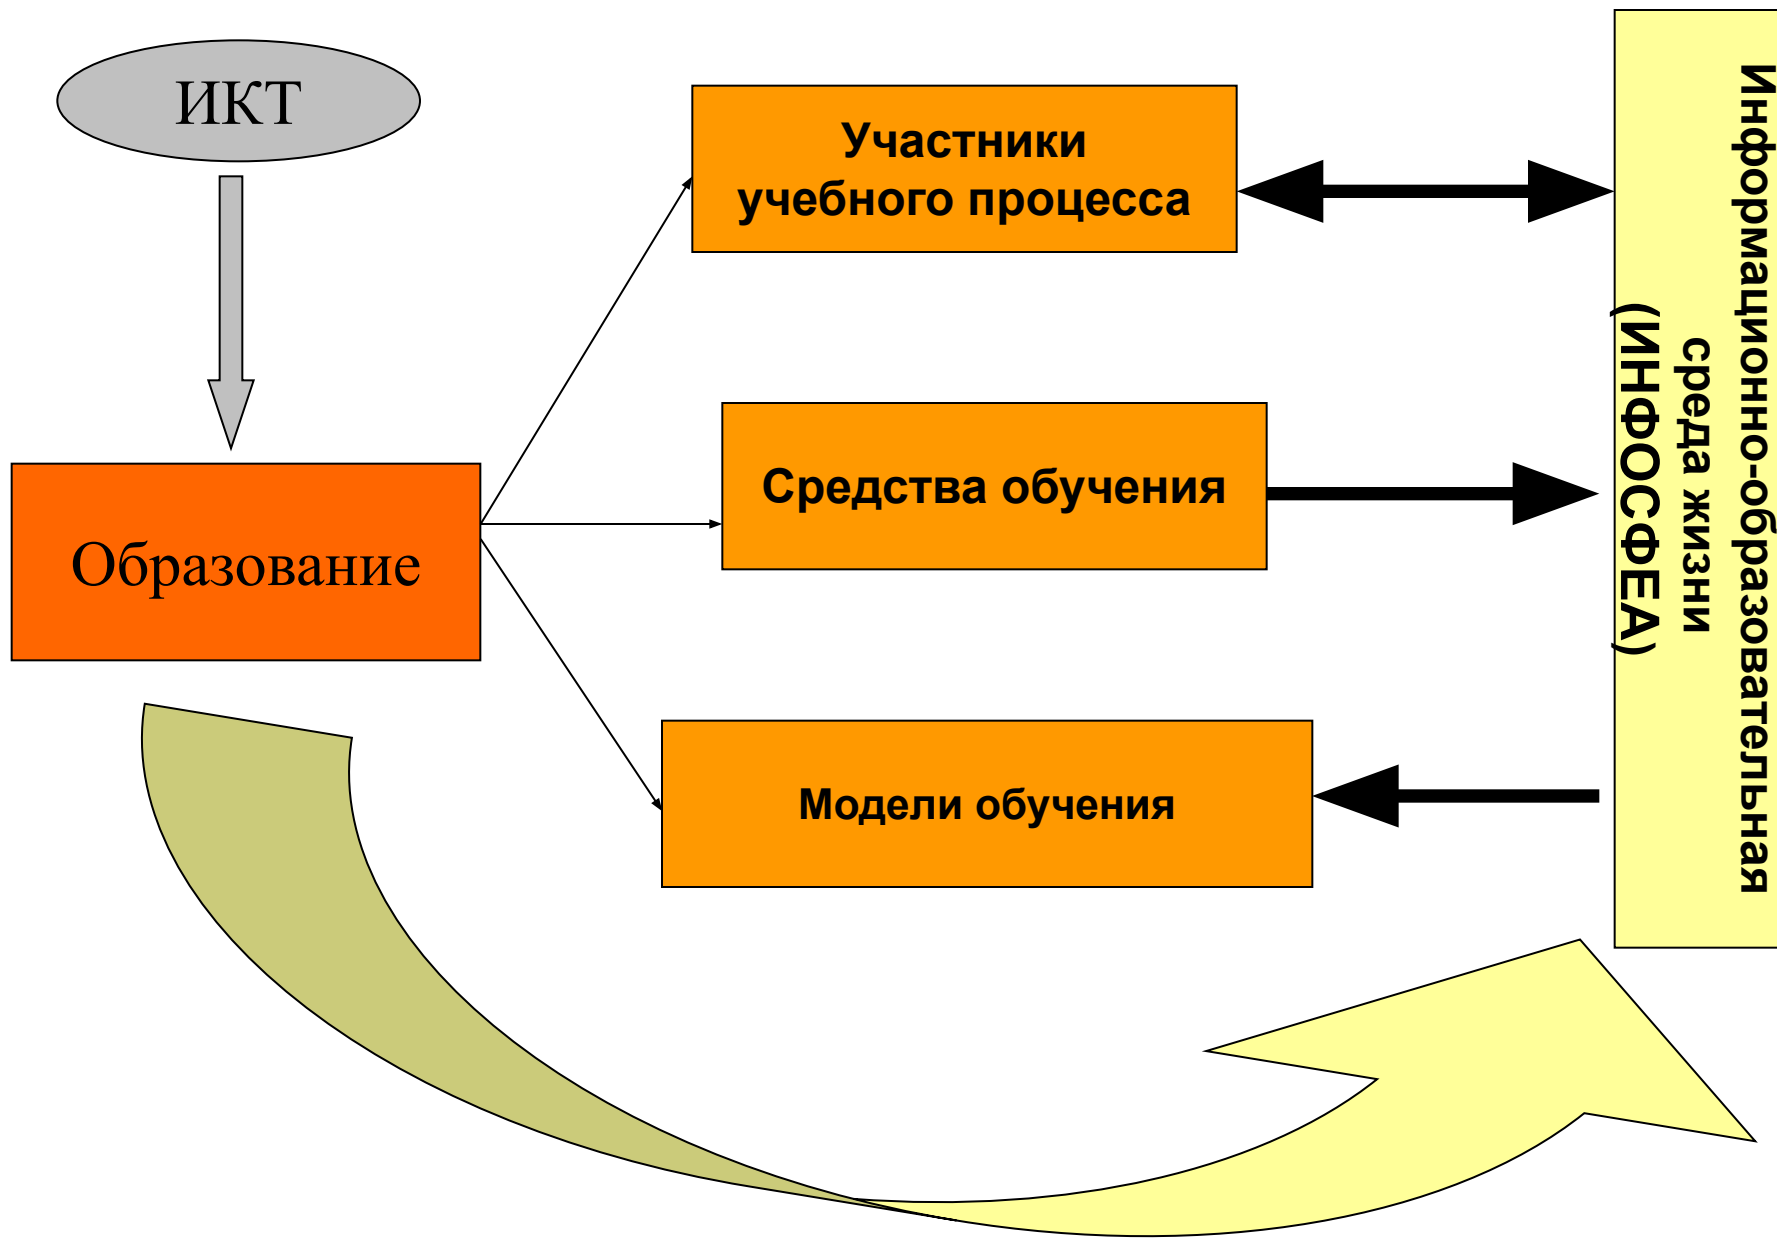 ИКТ
Участники
учебного процесса
Средства обучения
Образование
Модели обучения
Информационно-образовательная
среда жизни
(ИНФОСФЕА)